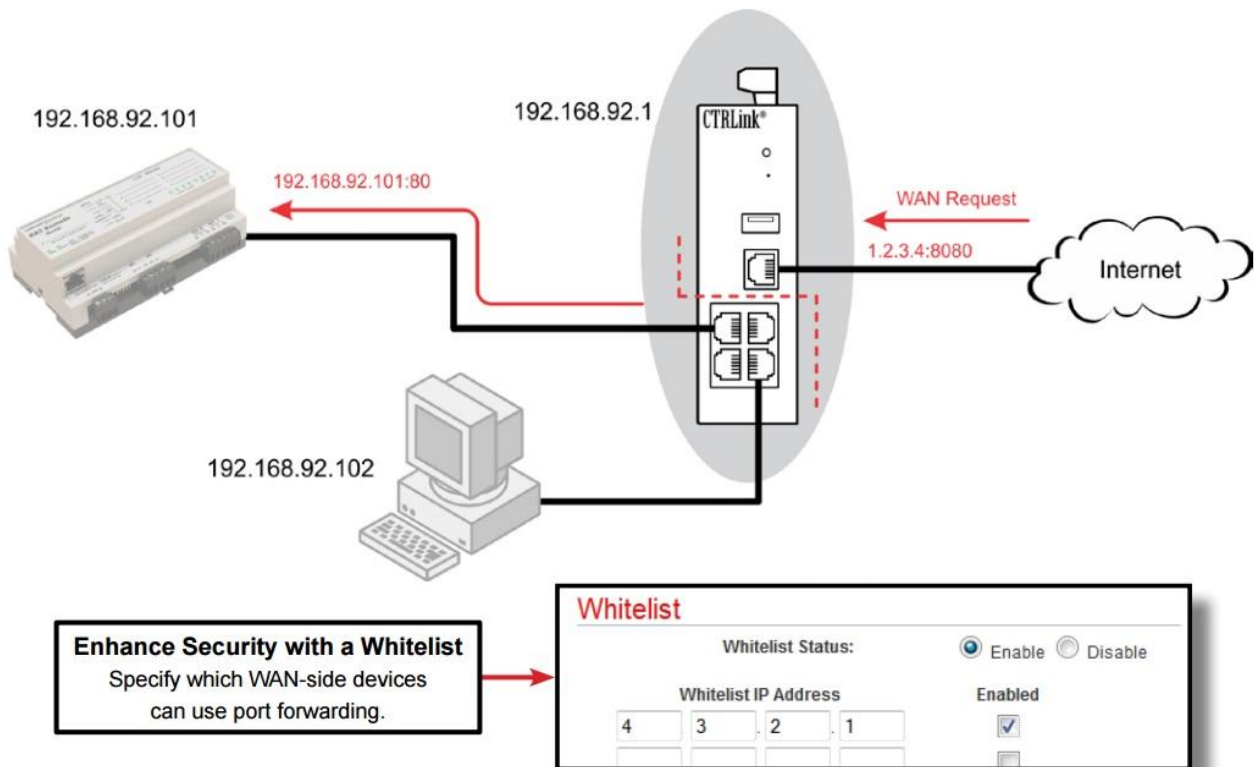 192.168.92.101
192.168.92.1
CTRLink®
192.168.92.101:80
WAN Request
1.2.3.4:8080
Internet
192.168.92.102
Enhance Security with a Whitelist
Specify which WAN-side devices
can use port forwarding.
Whitelist
Whitelist Status: Enable Disable
Whitelist IP Address Enabled
4 . 3 . 2 . 1